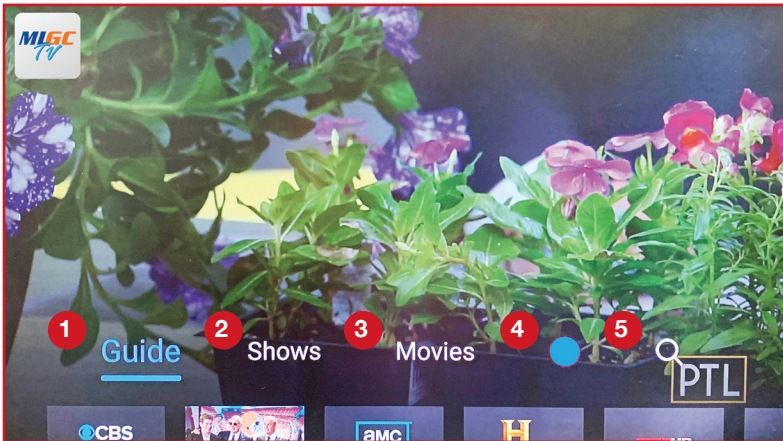 MLGC
TV
1 2 3 4 5
Guide Shows Movies
PTL
CBS aMC H